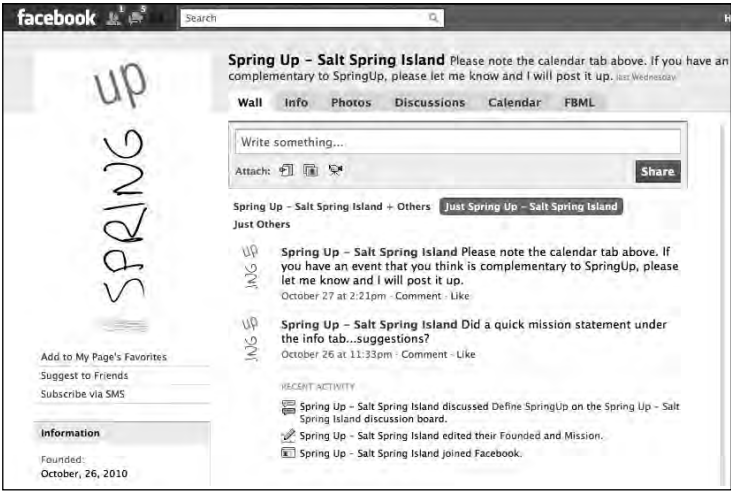 facebook 1 5 Search
H
Spring Up – Salt Spring Island Please note the calendar tab above. If you have an
complementary to SpringUp, please let me know and I will post it up. last Wednesday
Wall Info Photos Discussions Calendar FBML
Write something...
Attach:
Share
Spring Up – Salt Spring Island + Others Just Spring Up – Salt Spring Island
Just Others
SPRING UP
UP
ING
Spring Up – Salt Spring Island Please note the calendar tab above. If
you have an event that you think is complementary to SpringUp, please
let me know and I will post it up.
October 27 at 2:21pm · Comment · Like
UP
ING
Spring Up – Salt Spring Island Did a quick mission statement under
the info tab...suggestions?
October 26 at 11:33pm · Comment · Like
RECENT ACTIVITY
Spring Up – Salt Spring Island discussed Define SpringUp on the Spring Up – Salt
Spring Island discussion board.
Spring Up – Salt Spring Island edited their Founded and Mission.
Spring Up – Salt Spring Island joined Facebook.
Add to My Page's Favorites
Suggest to Friends
Subscribe via SMS
Information
Founded:
October, 26, 2010